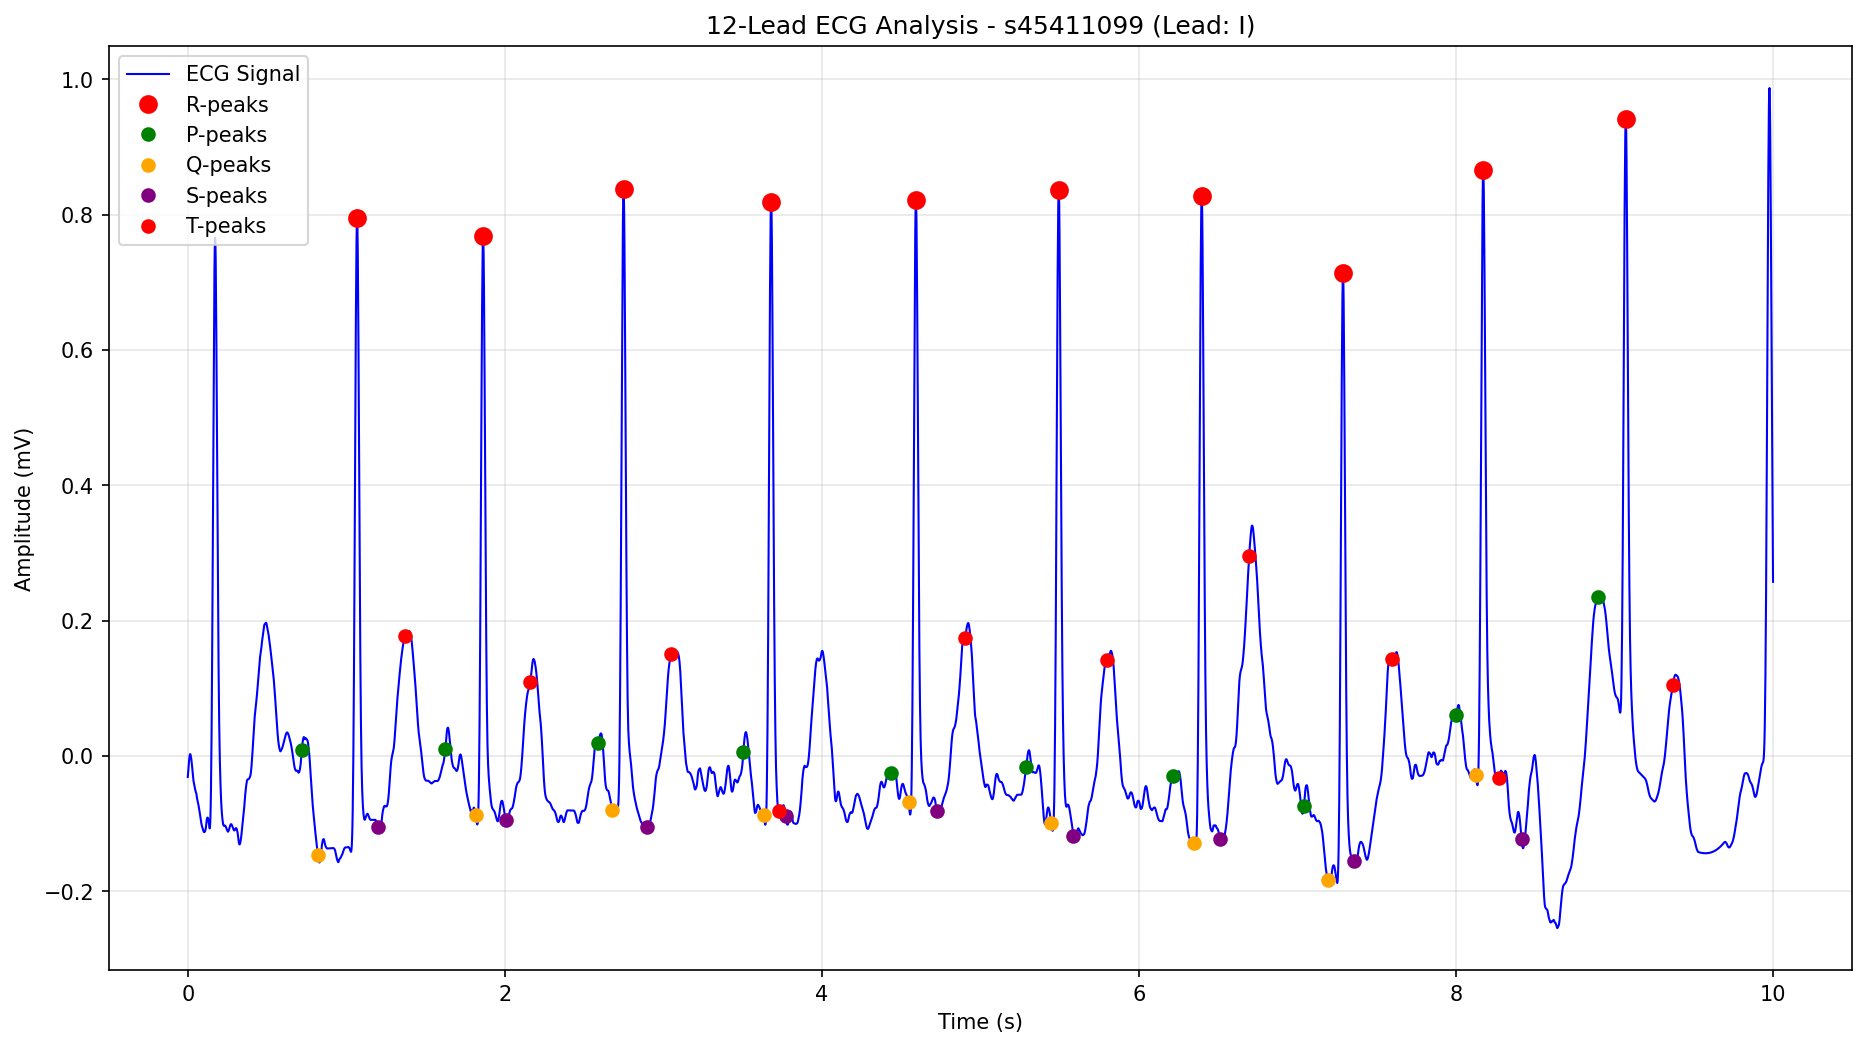 12-Lead ECG Analysis - s45411099 (Lead: I)
ECG Signal
R-peaks
P-peaks
Q-peaks
S-peaks
T-peaks
Amplitude (mV)
1.0
0.8
0.6
0.4
0.2
0.0
−0.2
0 2 4 6 8 10
Time (s)